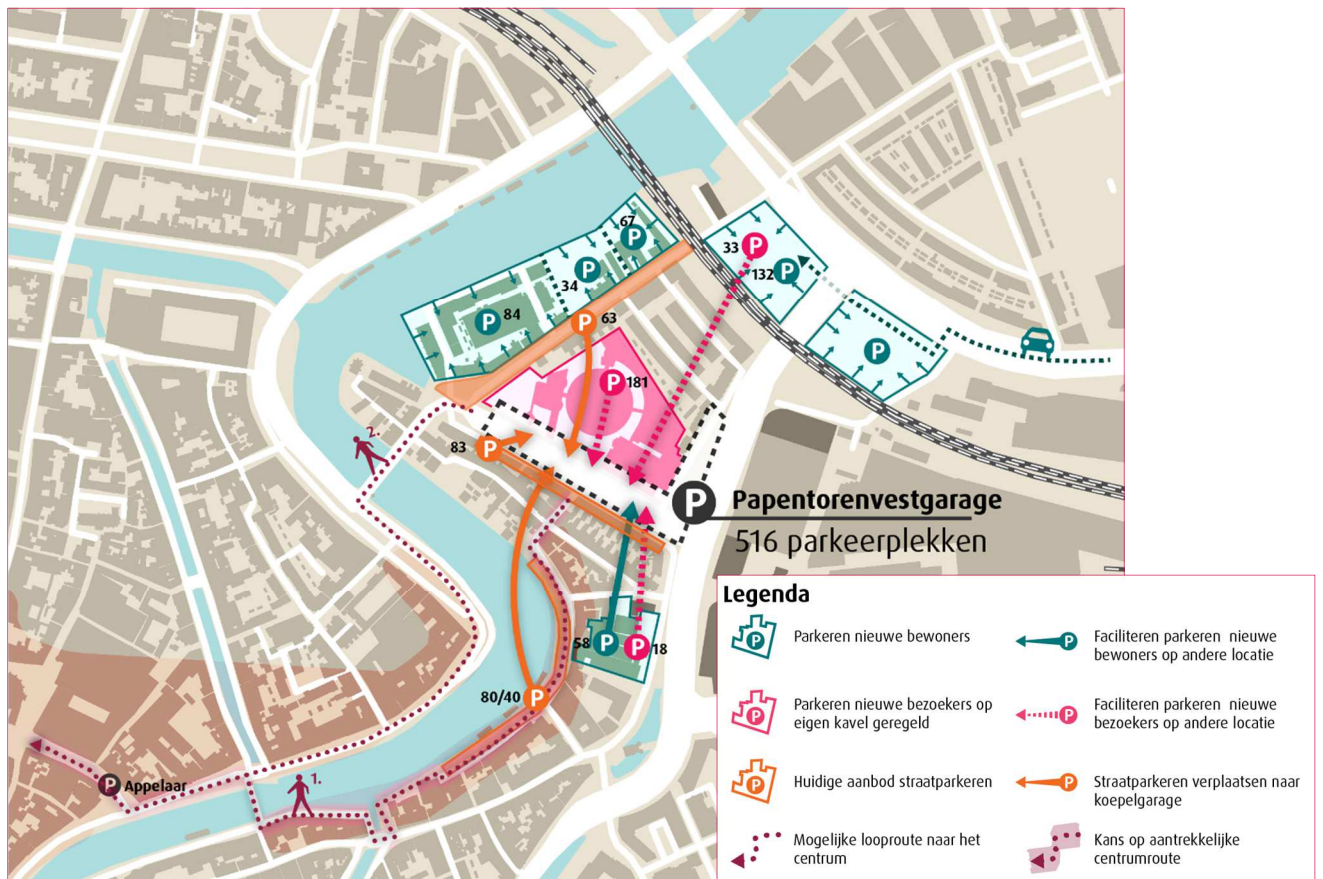 67
P
33
P
132
P
P
34
84
P
P
63
P
P
181
2.
83
P
P
Papentorenvestgarage
516 parkeerplekken
58
P
P
18
80/40
P
P
Appelaar
1.
Legenda
P
Parkeren nieuwe bewoners
P
Faciliteren parkeren nieuwe
bewoners op andere locatie
P
Parkeren nieuwe bezoekers op
eigen kavel geregeld
P
Faciliteren parkeren nieuwe
bezoekers op andere locatie
P
Huidige aanbod straatparkeren
P
Straatparkeren verplaatsen naar
koepelgarage
Mogelijke looproute naar het
centrum
Kans op aantrekkelijke
centrumroute